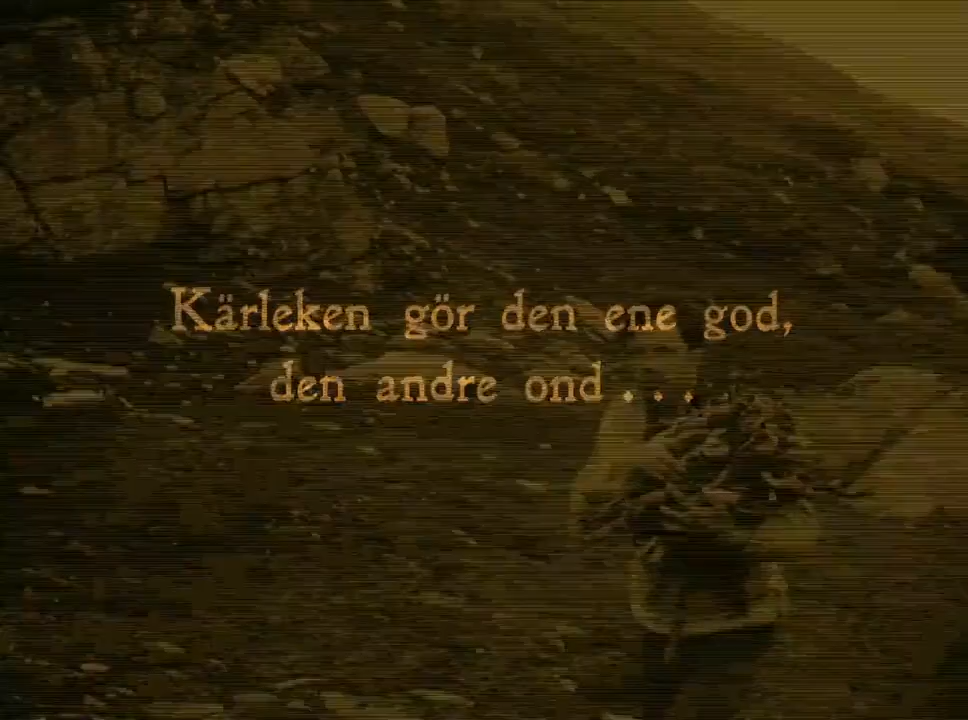 Kärleken gör den ene god,
den andre ond . . .